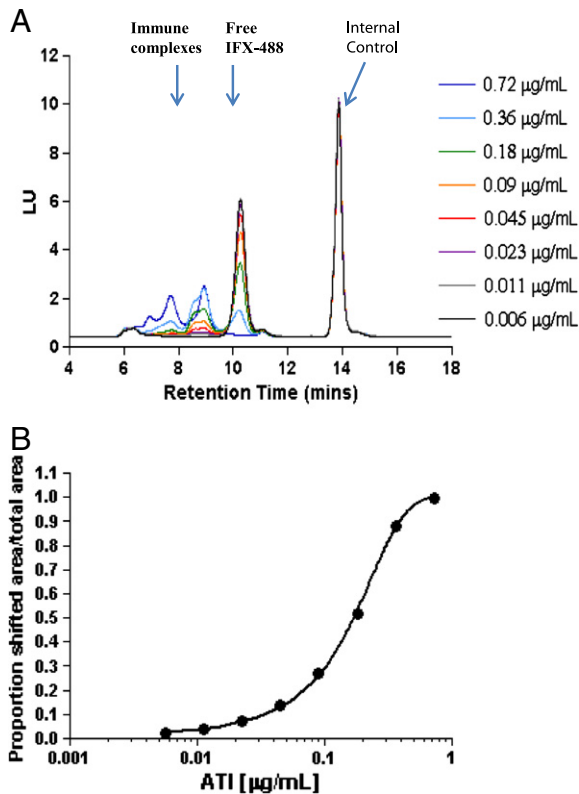 A
Immune
complexes
Free
IFX-488
Internal
Control
12
10
8
6
4
2
0
LU
4 6 8 10 12 14 16 18
Retention Time (mins)
0.72 µg/mL
0.36 µg/mL
0.18 µg/mL
0.09 µg/mL
0.045 µg/mL
0.023 µg/mL
0.011 µg/mL
0.006 µg/mL
B
1.1
1.0
0.9
0.8
0.7
0.6
0.5
0.4
0.3
0.2
0.1
0.0
Proportion shifted area/total area
0.001 0.01 0.1 1
ATI [µg/mL]